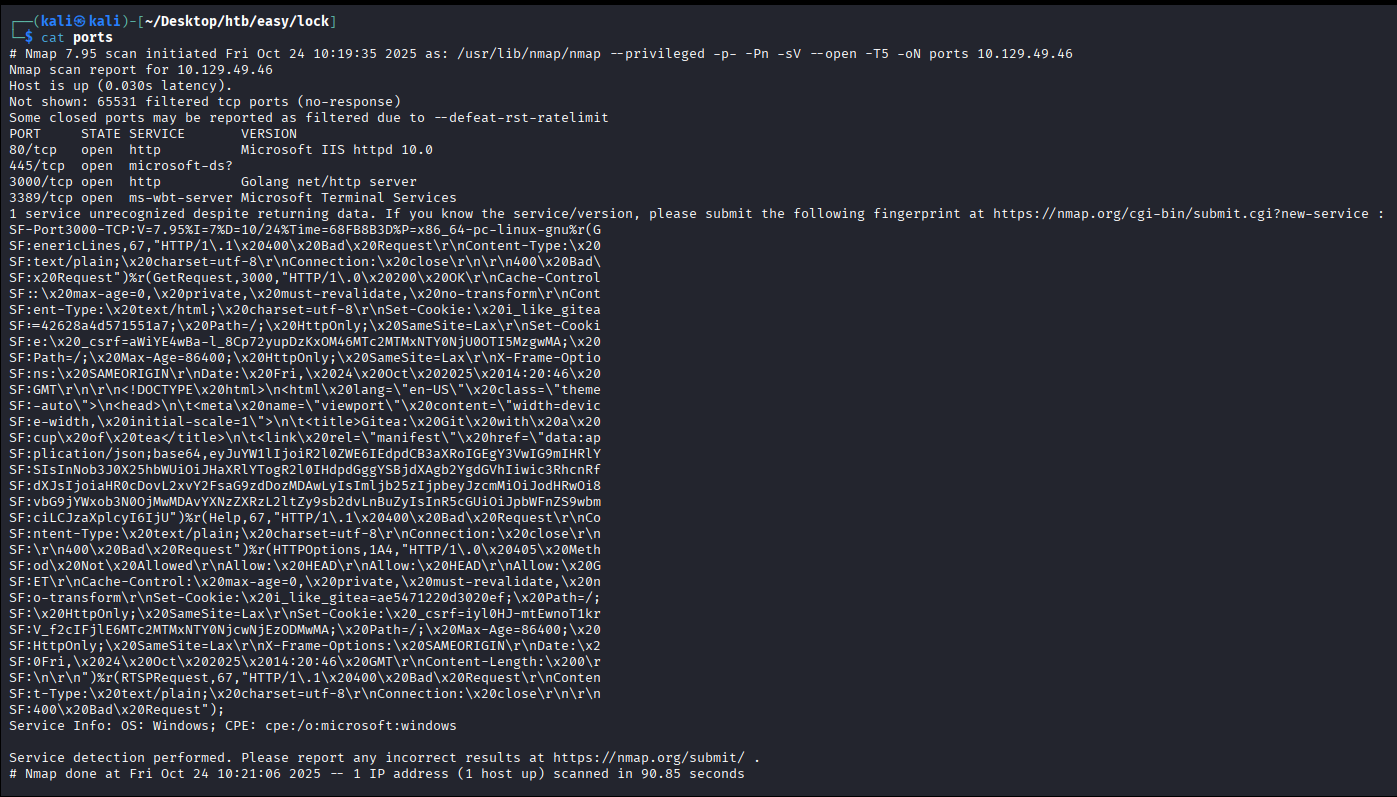 ┌──(kali㉿kali)-[~/Desktop/htb/easy/lock]
└─$ cat ports
# Nmap 7.95 scan initiated Fri Oct 24 10:19:35 2025 as: /usr/lib/nmap/nmap --privileged -p- -Pn -sV --open -T5 -oN ports 10.129.49.46
Nmap scan report for 10.129.49.46
Host is up (0.030s latency).
Not shown: 65531 filtered tcp ports (no-response)
Some closed ports may be reported as filtered due to --defeat-rst-ratelimit
PORT     STATE SERVICE       VERSION
80/tcp   open  http          Microsoft IIS httpd 10.0
445/tcp  open  microsoft-ds?
3000/tcp open  http          Golang net/http server
3389/tcp open  ms-wbt-server Microsoft Terminal Services
1 service unrecognized despite returning data. If you know the service/version, please submit the following fingerprint at https://nmap.org/cgi-bin/submit.cgi?new-service :
SF-Port3000-TCP:V=7.95%I=7%D=10/24%Time=68FB8B3D%P=x86_64-pc-linux-gnu%r(G
SF:enericLines,67,"HTTP/1\.1\x20400\x20Bad\x20Request\r\nContent-Type:\x20
SF:text/plain;\x20charset=utf-8\r\nConnection:\x20close\r\n\r\n400\x20Bad\
SF:x20Request")%r(GetRequest,3000,"HTTP/1\.0\x20200\x20OK\r\nCache-Control
SF::\x20max-age=0,\x20private,\x20must-revalidate,\x20no-transform\r\nCont
SF:ent-Type:\x20text/html;\x20charset=utf-8\r\nSet-Cookie:\x20i_like_gitea
SF:=42628a4d571551a7;\x20Path=/;\x20HttpOnly;\x20SameSite=Lax\r\nSet-Cooki
SF:e:\x20_csrf=aWiYE4wBa-l_8Cp72yupDzKxOM46MTc2MTMxNTY0NjU0OTI5MzgwMA;\x20
SF:Path=/;\x20Max-Age=86400;\x20HttpOnly;\x20SameSite=Lax\r\nX-Frame-Optio
SF:ns:\x20SAMEORIGIN\r\nDate:\x20Fri,\x2024\x20Oct\x202025\x2014:20:46\x20
SF:GMT\r\n\r\n<!DOCTYPE\x20html>\n<html\x20lang=\"en-US\"\x20class=\"theme
SF:-auto\">\n<head>\n\t<meta\x20name=\"viewport\"\x20content=\"width=devic
SF:e-width,\x20initial-scale=1\">\n\t<title>Gitea:\x20Git\x20with\x20a\x20
SF:cup\x20of\x20tea</title>\n\t<link\x20rel=\"manifest\"\x20href=\"data:ap
SF:plication/json;base64,eyJuYW1lIjoiR2l0ZWE6IEdpdCB3aXRoIGEgY3VwIG9mIHRlY
SF:SIsInNob3J0X25hbWUiOiJHaXRlYTogR2l0IHdpdGggYSBjdXAgb2YgdGVhIiwic3RhcnRf
SF:dXJsIjoiaHR0cDovL2xvY2FsaG9zdDozMDAwLyIsImljb25zIjpbeyJzcmMiOiJodHRwOi8
SF:vbG9jYWxob3N0OjMwMDAvYXNzZXRzL2ltZy9sb2dvLnBuZyIsInR5cGUiOiJpbWFnZS9wbm
SF:ciLCJzaXplcyI6IjU")%r(Help,67,"HTTP/1\.1\x20400\x20Bad\x20Request\r\nCo
SF:ntent-Type:\x20text/plain;\x20charset=utf-8\r\nConnection:\x20close\r\n
SF:\r\n400\x20Bad\x20Request")%r(HTTPOptions,1A4,"HTTP/1\.0\x20405\x20Meth
SF:od\x20Not\x20Allowed\r\nAllow:\x20HEAD\r\nAllow:\x20HEAD\r\nAllow:\x20G
SF:ET\r\nCache-Control:\x20max-age=0,\x20private,\x20must-revalidate,\x20n
SF:o-transform\r\nSet-Cookie:\x20i_like_gitea=ae5471220d3020ef;\x20Path=/;
SF:\x20HttpOnly;\x20SameSite=Lax\r\nSet-Cookie:\x20_csrf=iyl0HJ-mtEwnoT1kr
SF:V_f2cIFjlE6MTc2MTMxNTY0NjcwNjEzODMwMA;\x20Path=/;\x20Max-Age=86400;\x20
SF:HttpOnly;\x20SameSite=Lax\r\nX-Frame-Options:\x20SAMEORIGIN\r\nDate:\x2
SF:0Fri,\x2024\x20Oct\x202025\x2014:20:46\x20GMT\r\nContent-Length:\x200\r
SF:\n\r\n")%r(RTSPRequest,67,"HTTP/1\.1\x20400\x20Bad\x20Request\r\nConten
SF:t-Type:\x20text/plain;\x20charset=utf-8\r\nConnection:\x20close\r\n\r\n
SF:400\x20Bad\x20Request");
Service Info: OS: Windows; CPE: cpe:/o:microsoft:windows

Service detection performed. Please report any incorrect results at https://nmap.org/submit/ .
# Nmap done at Fri Oct 24 10:21:06 2025 -- 1 IP address (1 host up) scanned in 90.85 seconds